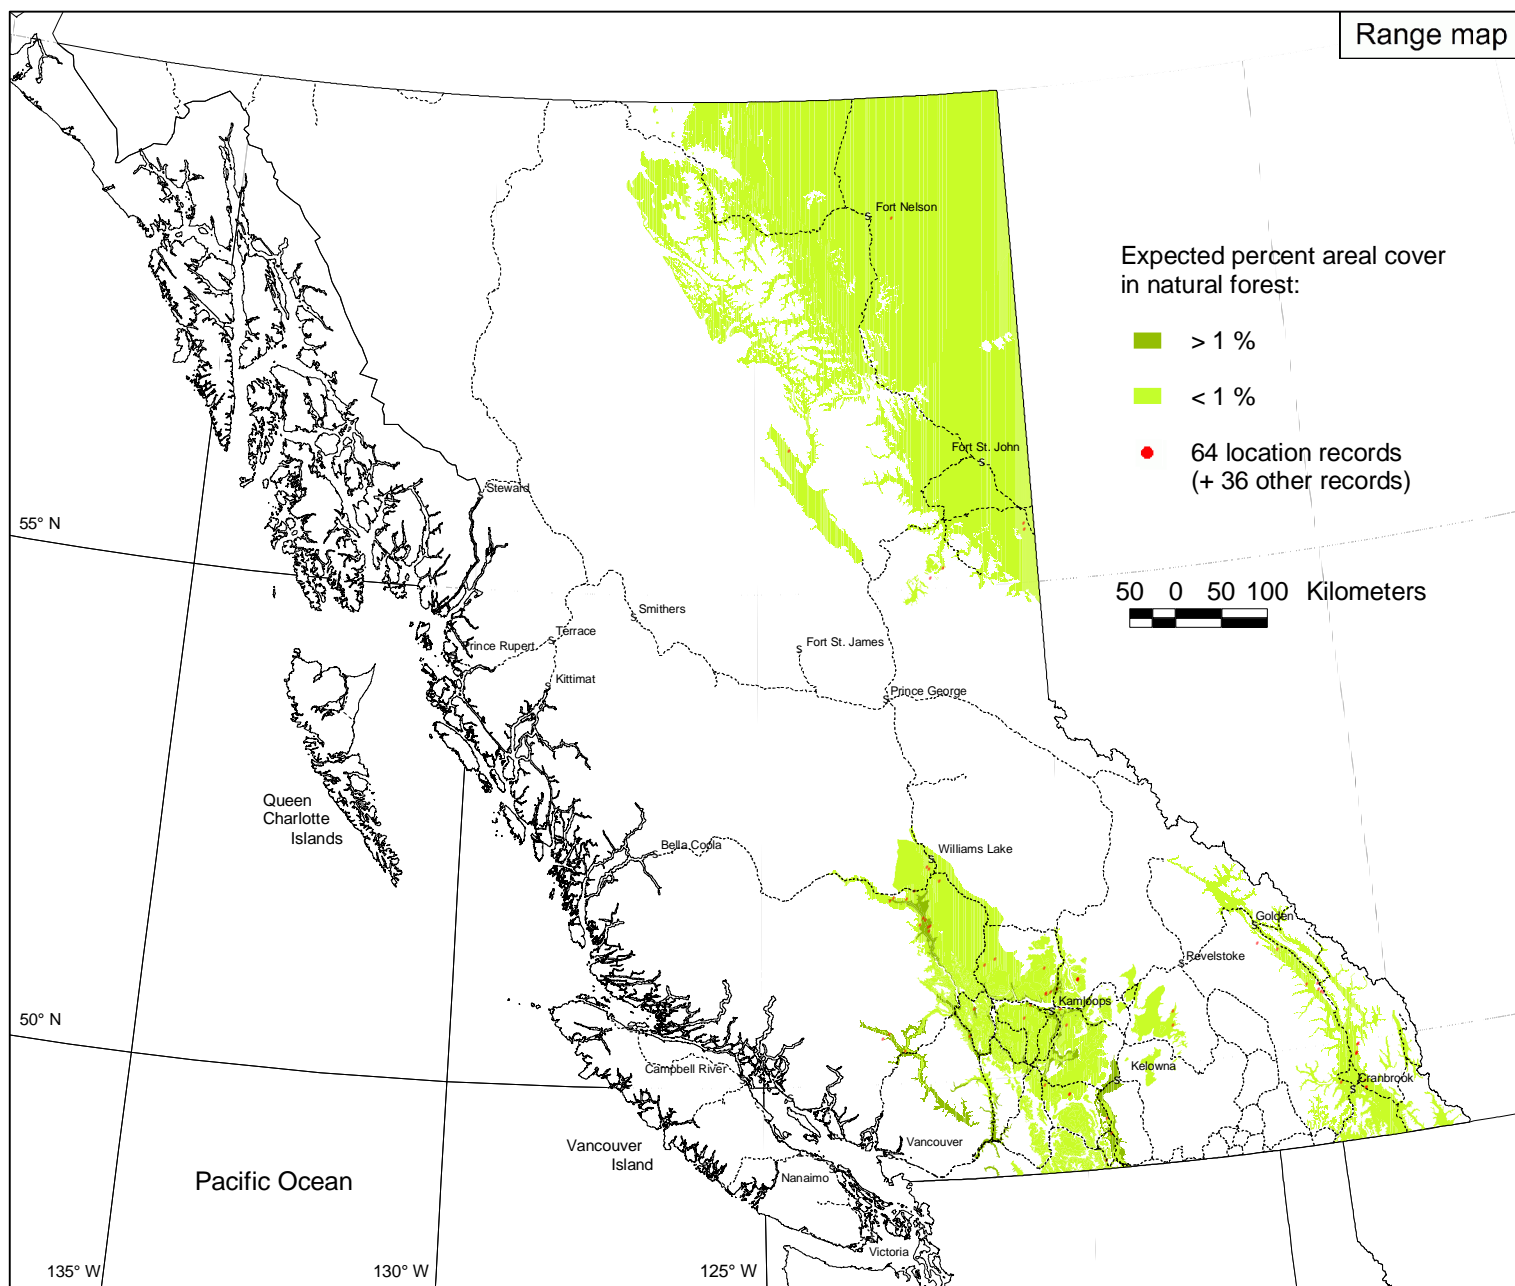 Range map
Fort Nelson
Expected percent areal cover
in natural forest:
> 1 %
< 1 %
64 location records
(+ 36 other records)
Fort St. John
Steward
55° N
50 0 50 100 Kilometers
Smithers
Terrace
Prince Rupert
Fort St. James
Kittimat
Prince George
Queen
Charlotte
Islands
Bella Coola
Williams Lake
Golden
Revelstoke
Kamloops
50° N
Campbell River
Kelowna
Cranbrook
Vancouver
Island
Vancouver
Nanaimo
Pacific Ocean
Victoria
135° W
130° W
125° W